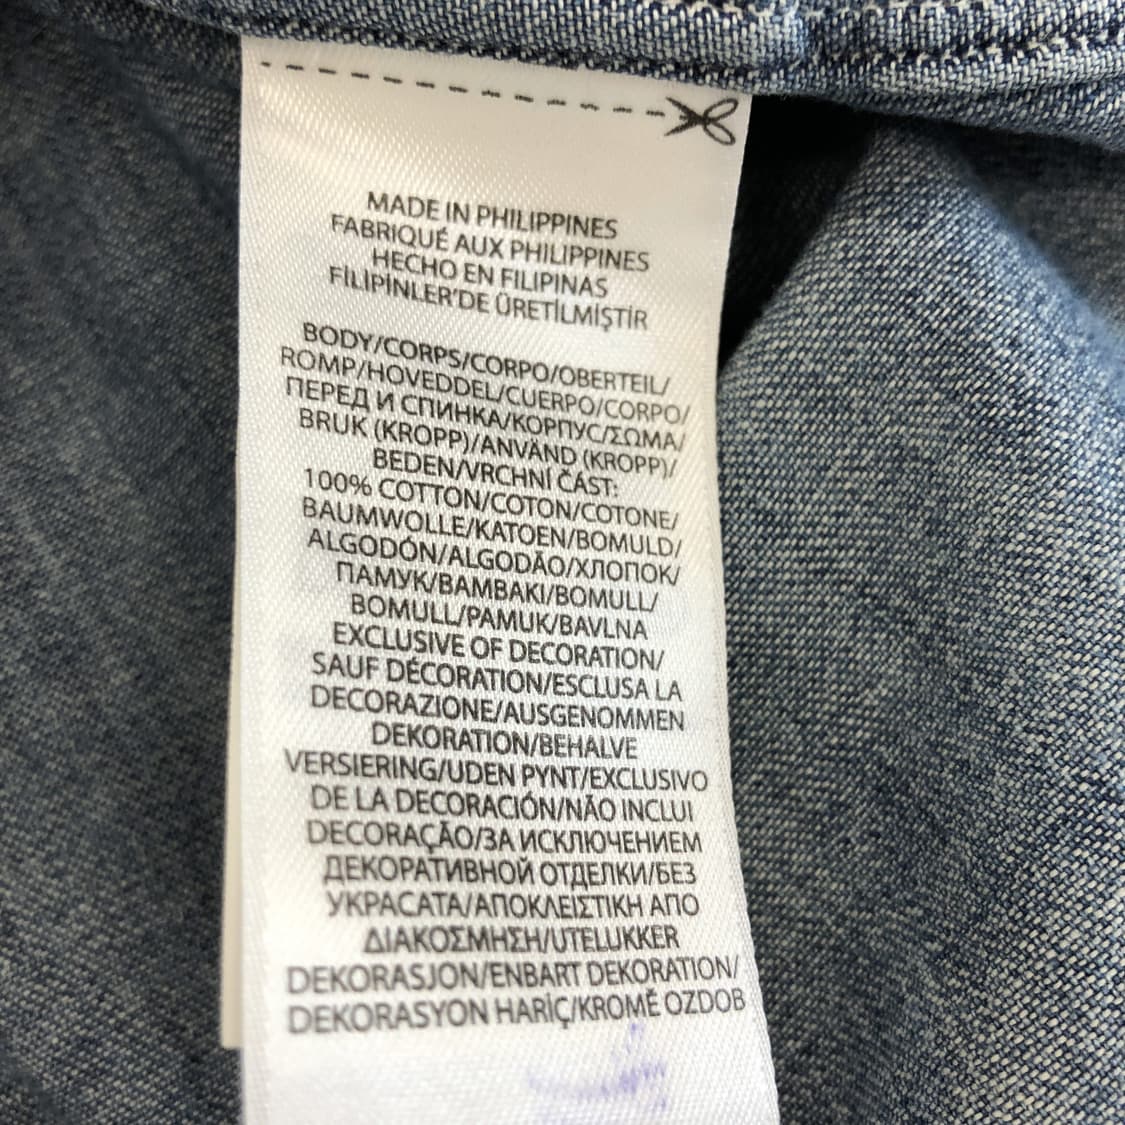 MADE IN PHILIPPINES
FABRIQUÉ AUX PHILIPPINES
HECHO EN FILIPINAS
FİLİPİNLER'DE ÜRETİLMİŞTİR
BODY/CORPS/CORPO/OBERTEIL/
ROMP/HOVEDDEL/CUERPO/CORPO/
ПЕРЕД И СПИНКА/КОРПУС/ΣΩΜΑ/
BRUK (KROPP)/ANVÄND (KROPP)/
BEDEN/VRCHNÍ ČÁST:
100% COTTON/COTON/COTONE/
BAUMWOLLE/KATOEN/BOMULD/
ALGODÓN/ALGODÃO/ХЛОПОК/
ПАМУК/ΒΑΜΒΑΚΙ/BOMULL/
BOMULL/PAMUK/BAVLNA
EXCLUSIVE OF DECORATION/
SAUF DÉCORATION/ESCLUSA LA
DECORAZIONE/AUSGENOMMEN
DEKORATION/BEHALVE
VERSIERING/UDEN PYNT/EXCLUSIVO
DE LA DECORACIÓN/NÃO INCLUI
DECORAÇÃO/ЗА ИСКЛЮЧЕНИЕМ
ДЕКОРАТИВНОЙ ОТДЕЛКИ/БЕЗ
УКРАСАТА/ΑΠΟΚΛΕΙΣΤΙΚΗ ΑΠΟ
ΔΙΑΚΟΣΜΗΣΗ/UTELUKKER
DEKORASJON/ENBART DEKORATION/
DEKORASYON HARİÇ/KROMĚ OZDOB